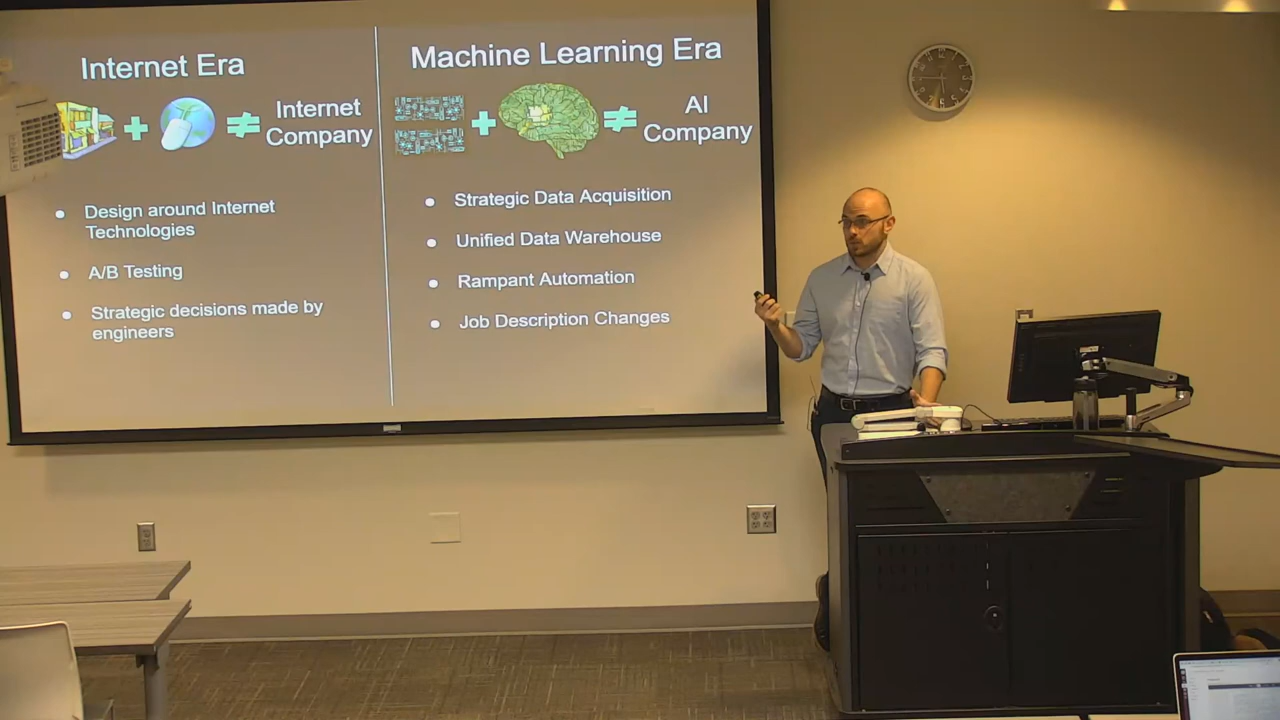 Internet Era
+
≠
Internet
Company
Design around Internet
Technologies
A/B Testing
Strategic decisions made by
engineers
Machine Learning Era
+
≠
AI
Company
Strategic Data Acquisition
Unified Data Warehouse
Rampant Automation
Job Description Changes